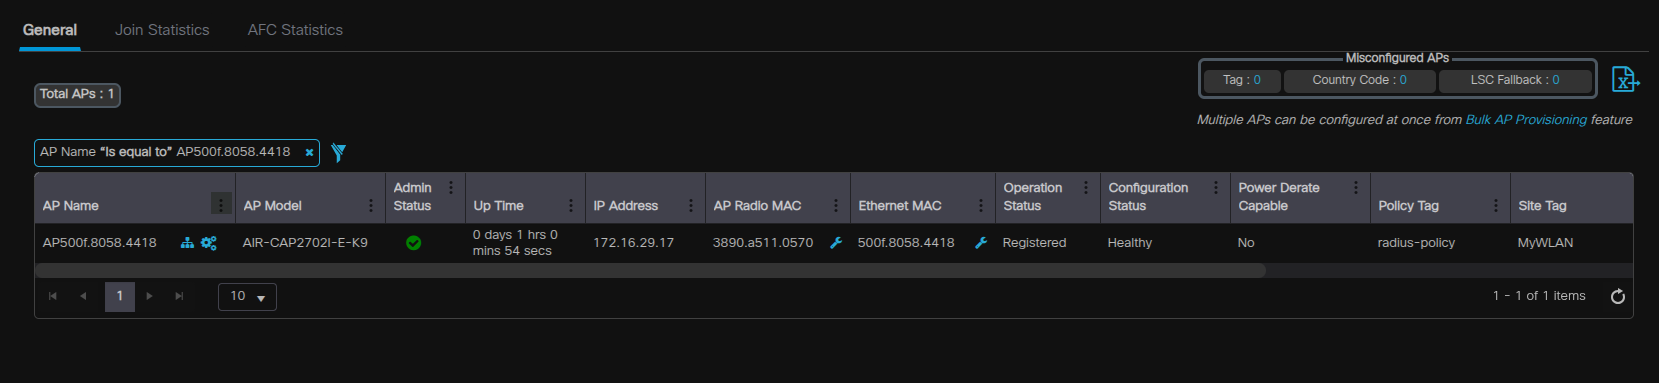 General Join Statistics AFC Statistics
Misconfigured APs
Total APs : 1
Tag : 0 Country Code : 0 LSC Fallback : 0
Multiple APs can be configured at once from Bulk AP Provisioning feature
AP Name “Is equal to” AP500f.8058.4418 ×
AP Name AP Model Admin Status Up Time IP Address AP Radio MAC Ethernet MAC Operation Status Configuration Status Power Derate Capable Policy Tag Site Tag
AP500f.8058.4418 AIR-CAP2702I-E-K9 0 days 1 hrs 0 mins 54 secs 172.16.29.17 3890.a511.0570 500f.8058.4418 Registered Healthy No radius-policy MyWLAN
1 10 1 - 1 of 1 items